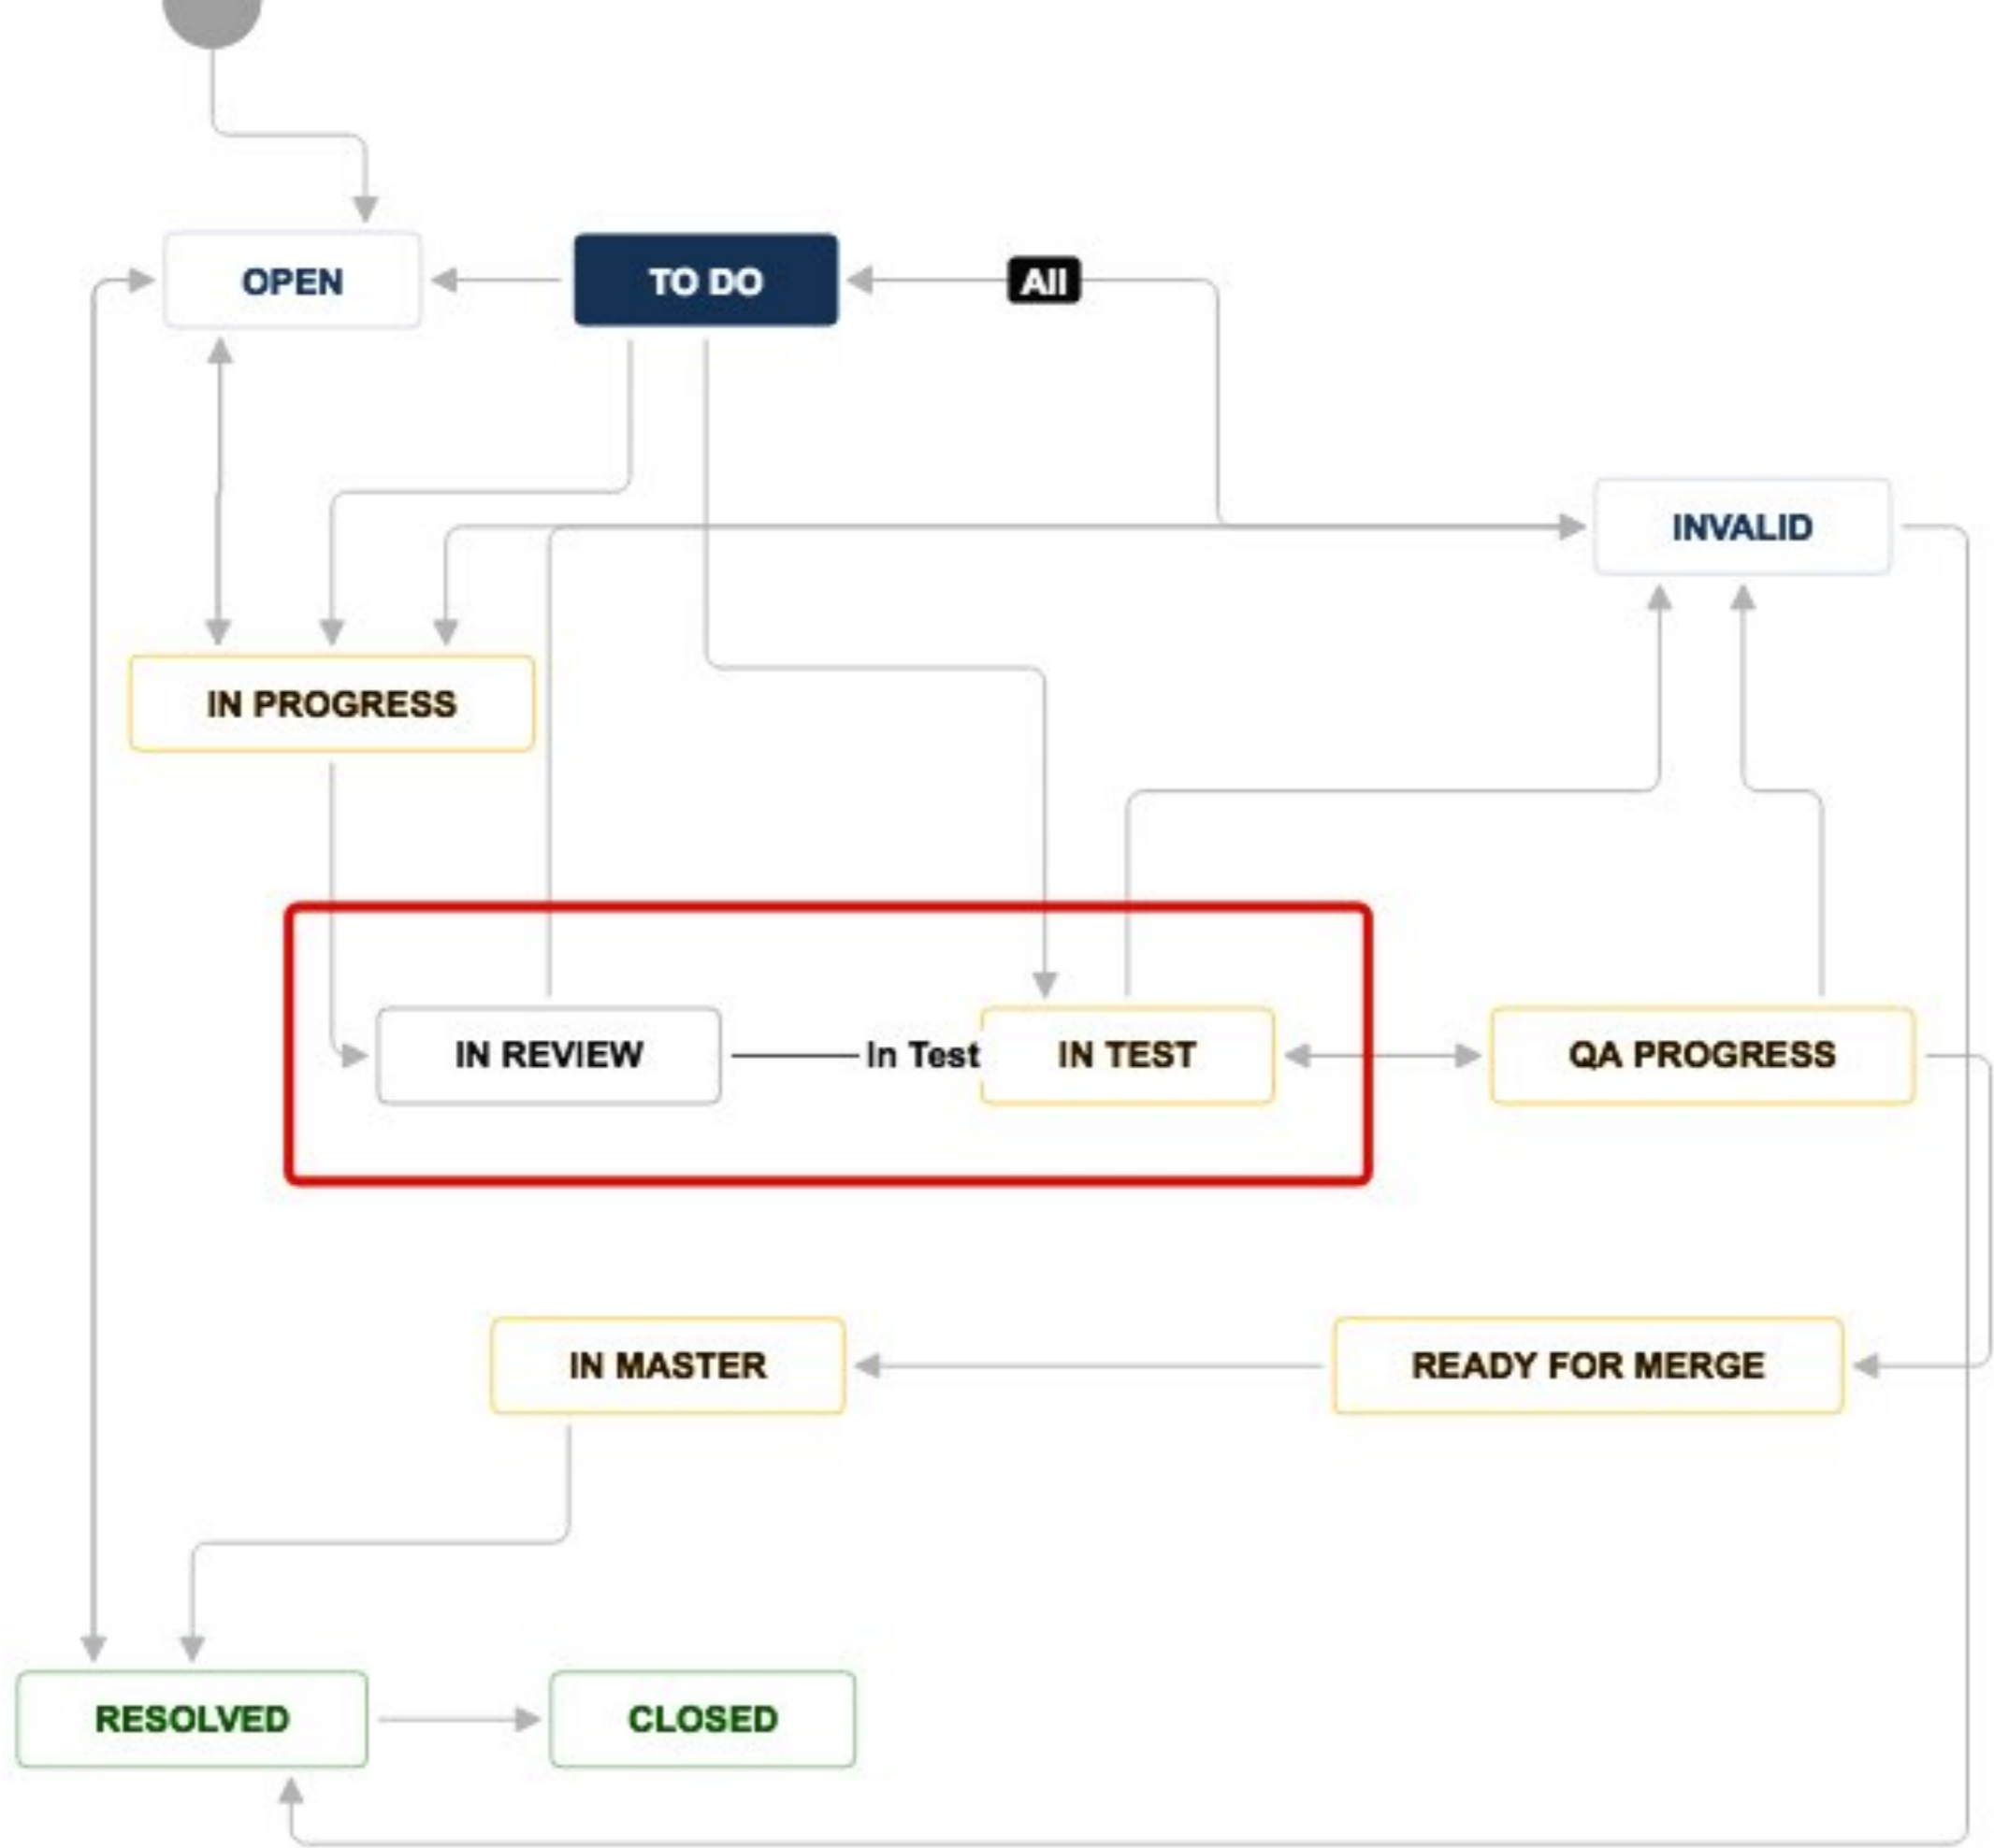 OPEN
TO DO
All
INVALID
IN PROGRESS
IN REVIEW
In Test
IN TEST
QA PROGRESS
IN MASTER
READY FOR MERGE
RESOLVED
CLOSED